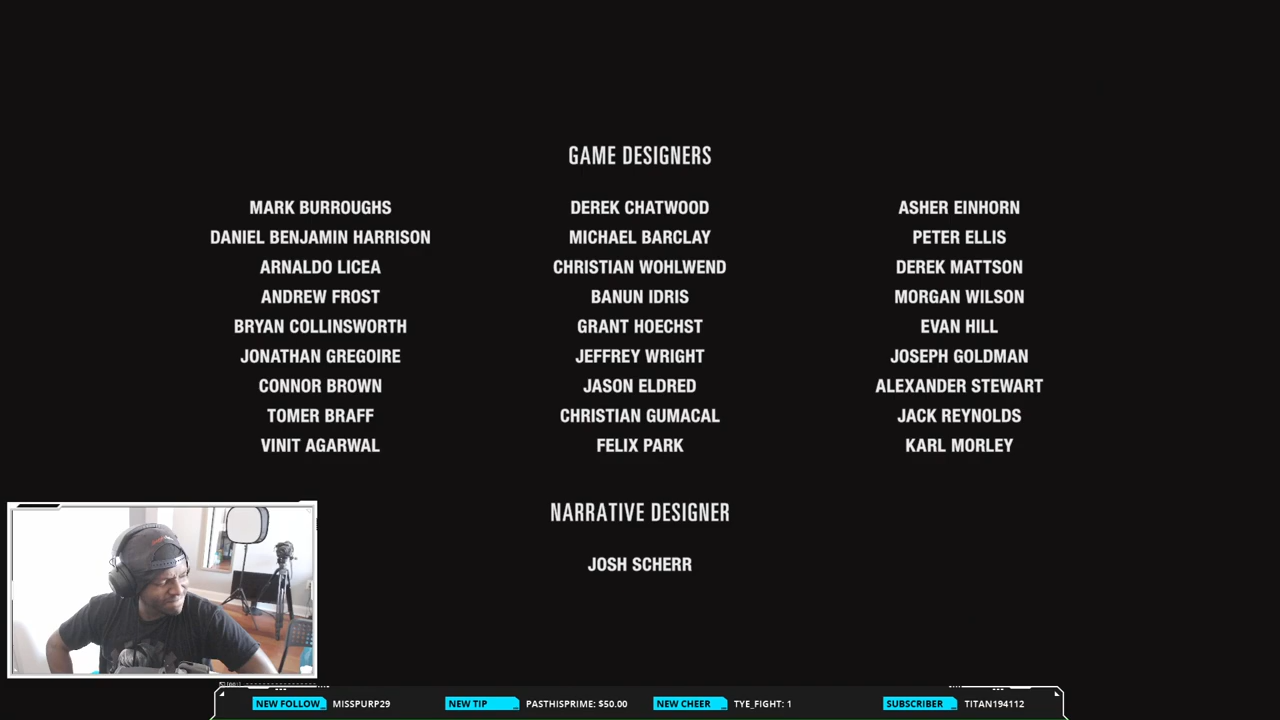 GAME DESIGNERS
MARK BURROUGHS
DEREK CHATWOOD
ASHER EINHORN
DANIEL BENJAMIN HARRISON
MICHAEL BARCLAY
PETER ELLIS
ARNALDO LICEA
CHRISTIAN WOHLWEND
DEREK MATTSON
ANDREW FROST
BANUN IDRIS
MORGAN WILSON
BRYAN COLLINSWORTH
GRANT HOECHST
EVAN HILL
JONATHAN GREGOIRE
JEFFREY WRIGHT
JOSEPH GOLDMAN
CONNOR BROWN
JASON ELDRED
ALEXANDER STEWART
TOMER BRAFF
CHRISTIAN GUMACAL
JACK REYNOLDS
VINIT AGARWAL
FELIX PARK
KARL MORLEY
NARRATIVE DESIGNER
JOSH SCHERR
NEW FOLLOW MISSPURP29
NEW TIP PASTHISPRIME: $50.00
NEW CHEER TYE_FIGHT: 1
SUBSCRIBER TITAN194112